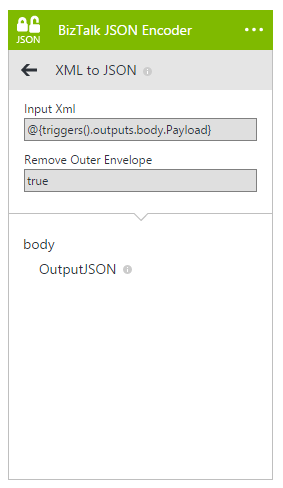 BizTalk JSON Encoder
JSON
XML to JSON
Input Xml
@{triggers().outputs.body.Payload}
Remove Outer Envelope
true
body
OutputJSON